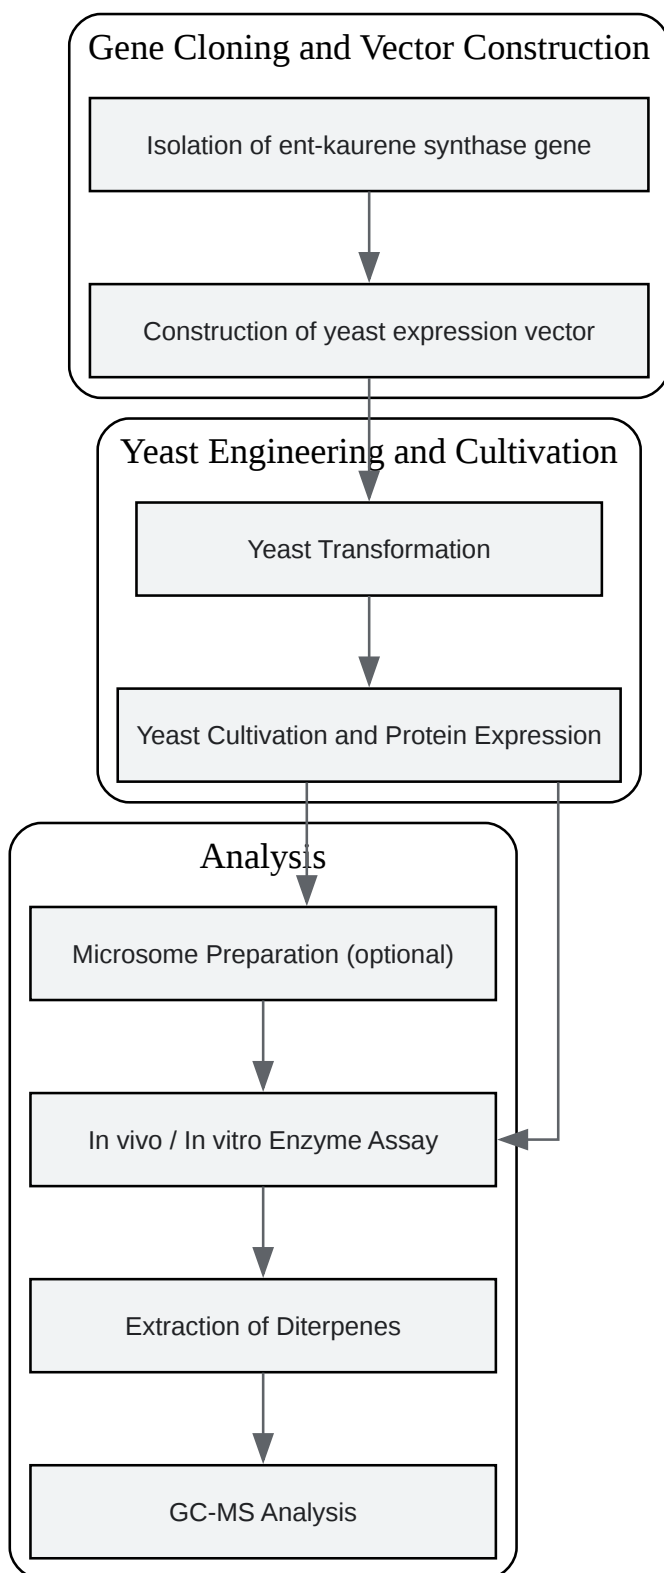 Gene Cloning and Vector Construction
Isolation of ent-kaurene synthase gene
Construction of yeast expression vector
Yeast Engineering and Cultivation
Yeast Transformation
Yeast Cultivation and Protein Expression
Analysis
Microsome Preparation (optional)
In vivo / In vitro Enzyme Assay
Extraction of Diterpenes
GC-MS Analysis